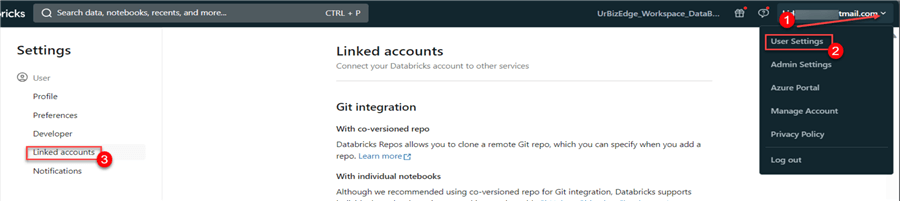 bricks
Search data, notebooks, recents, and more...
CTRL + P
UrBizEdge_Workspace_DataB...
tmail.com
1
User Settings
2
Admin Settings
Azure Portal
Manage Account
Privacy Policy
Log out
Settings
User
Profile
Preferences
Developer
Linked accounts
3
Notifications
Linked accounts
Connect your Databricks account to other services
Git integration
With co-versioned repo
Databricks Repos allows you to clone a remote Git repo, which you can specify when you add a
repo. Learn more
With individual notebooks
Although we recommended using co-versioned repo for Git integration, Databricks supports